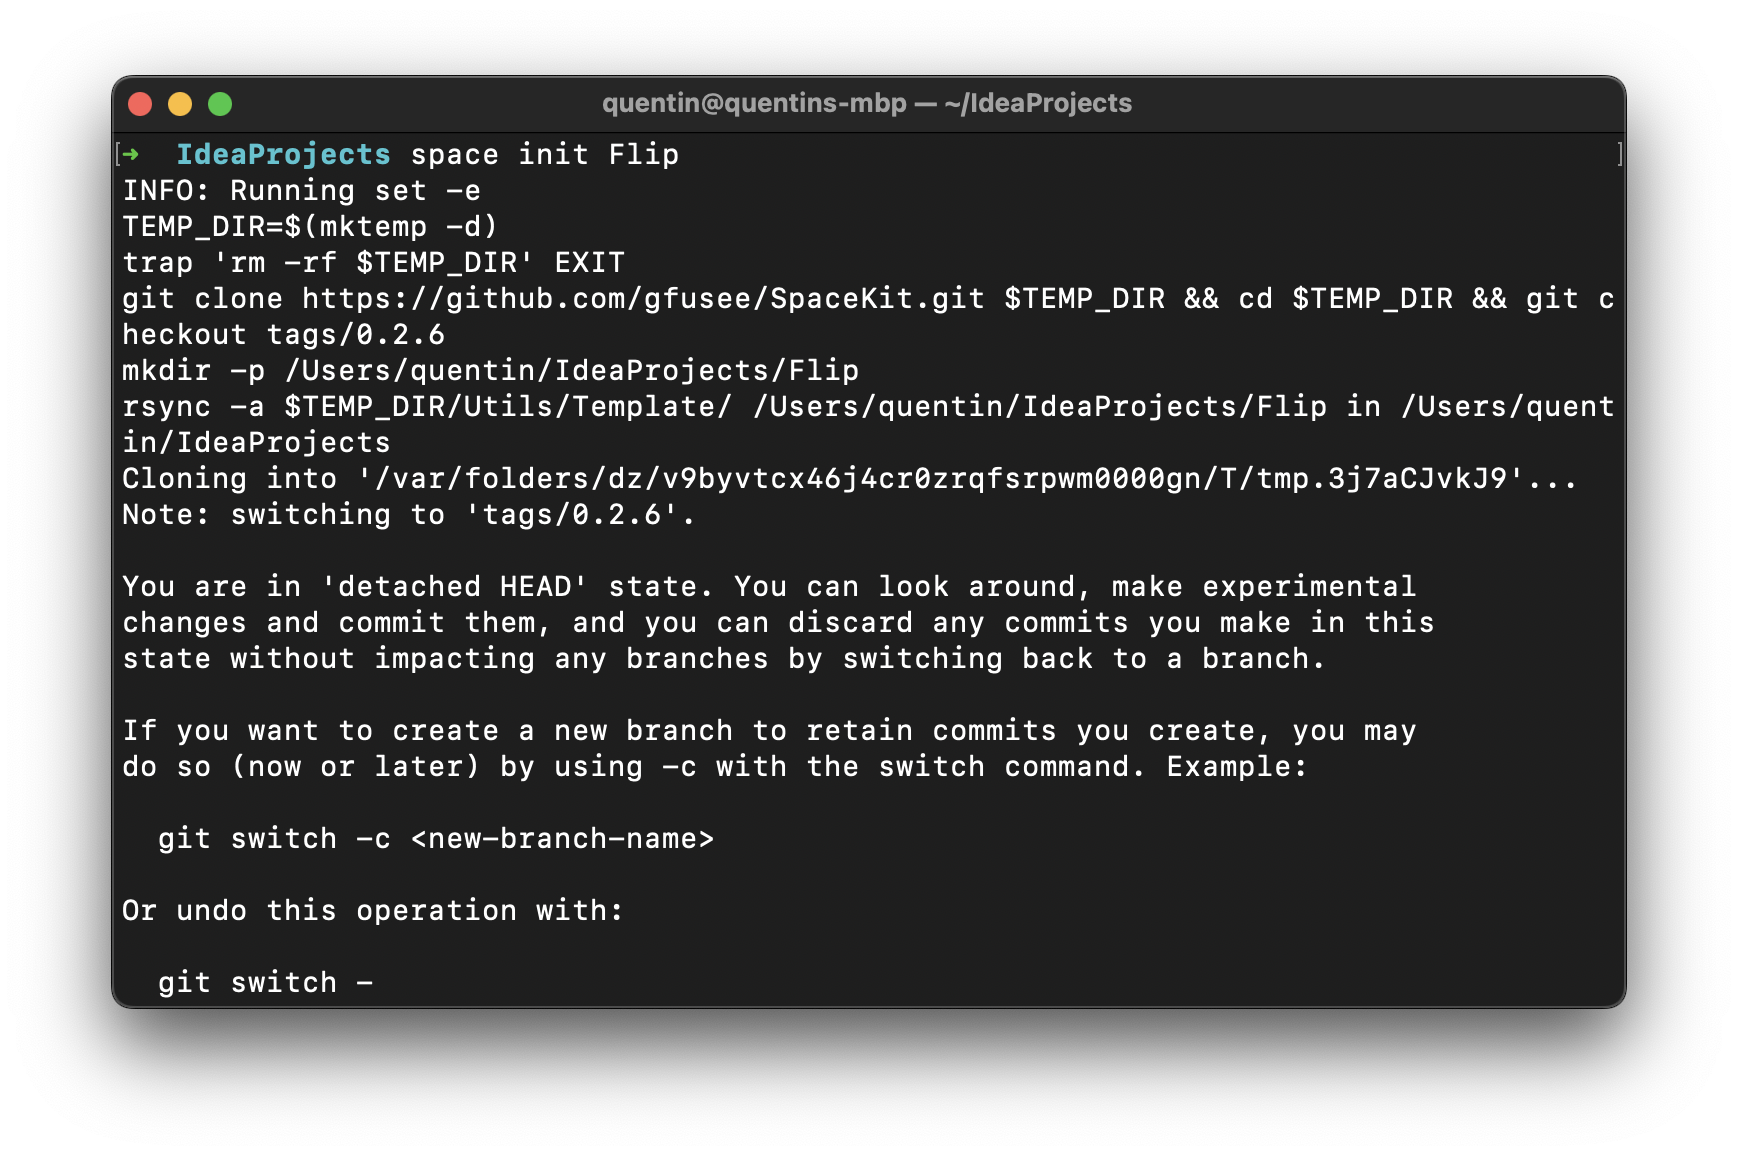 quentin@quentins-mbp — ~/IdeaProjects
[➜  IdeaProjects space init Flip ]
INFO: Running set -e
TEMP_DIR=$(mktemp -d)
trap 'rm -rf $TEMP_DIR' EXIT
git clone https://github.com/gfusee/SpaceKit.git $TEMP_DIR && cd $TEMP_DIR && git c
heckout tags/0.2.6
mkdir -p /Users/quentin/IdeaProjects/Flip
rsync -a $TEMP_DIR/Utils/Template/ /Users/quentin/IdeaProjects/Flip in /Users/quent
in/IdeaProjects
Cloning into '/var/folders/dz/v9byvtcx46j4cr0zrqfsrpwm0000gn/T/tmp.3j7aCJvkJ9'...
Note: switching to 'tags/0.2.6'.

You are in 'detached HEAD' state. You can look around, make experimental
changes and commit them, and you can discard any commits you make in this
state without impacting any branches by switching back to a branch.

If you want to create a new branch to retain commits you create, you may
do so (now or later) by using -c with the switch command. Example:

  git switch -c <new-branch-name>

Or undo this operation with:

  git switch -